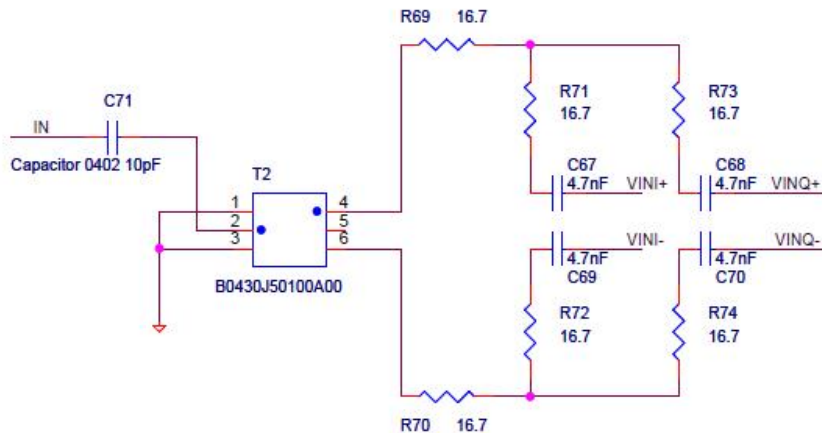 R69 16.7
C71
R71
16.7
R73
16.7
IN
Capacitor 0402 10pF
T2
C67
4.7nF
VINI+
C68
4.7nF
VINQ+
1
2
3
4
5
6
VINI-
4.7nF
C69
VINQ-
4.7nF
C70
B0430J50100A00
R72
16.7
R74
16.7
R70 16.7